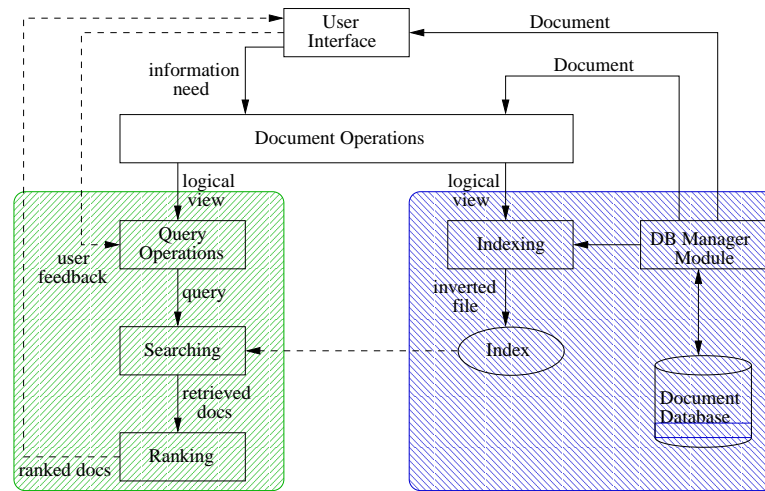 User
Interface
Document
information
need
Document
Document Operations
logical
view
logical
view
Query
Operations
Indexing
DB Manager
Module
user
feedback
query
inverted
file
Searching
Index
retrieved
docs
Document
Database
ranked docs
Ranking